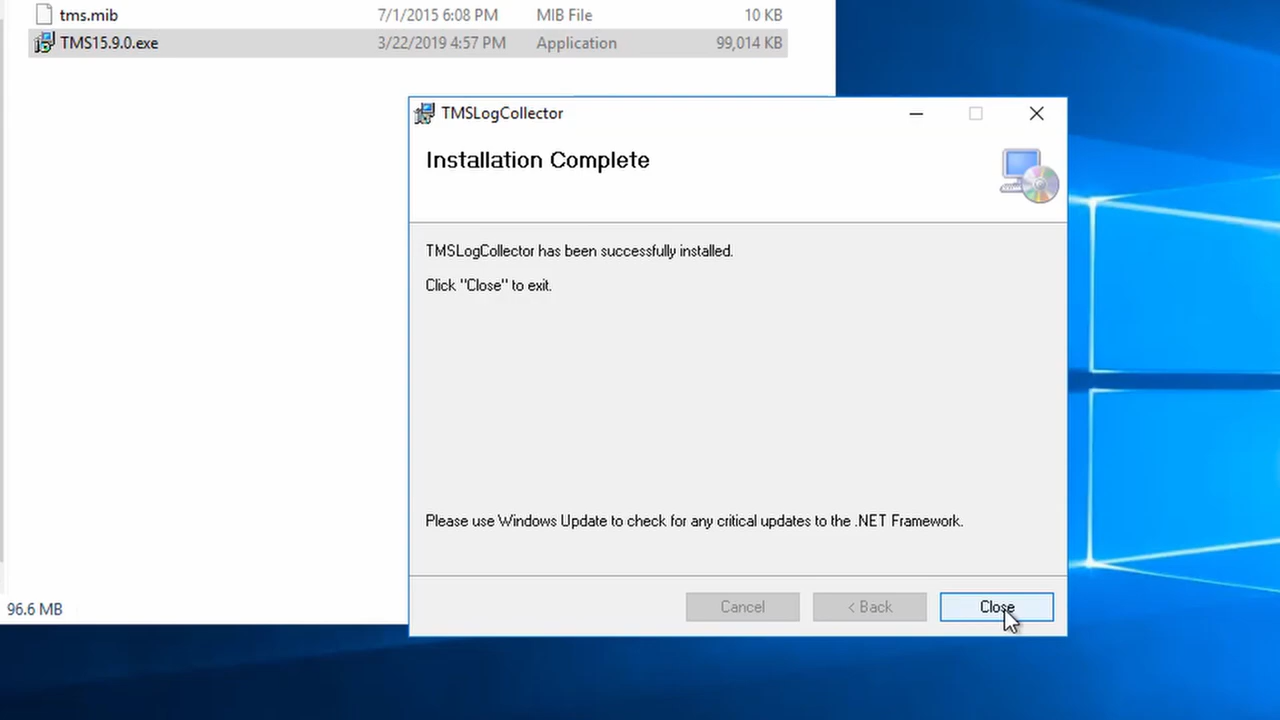 tms.mib 7/1/2015 6:08 PM MIB File 10 KB
TMS15.9.0.exe 3/22/2019 4:57 PM Application 99,014 KB
TMSLogCollector
Installation Complete
TMSLogCollector has been successfully installed.
Click "Close" to exit.
Please use Windows Update to check for any critical updates to the .NET Framework.
Cancel < Back Close
96.6 MB